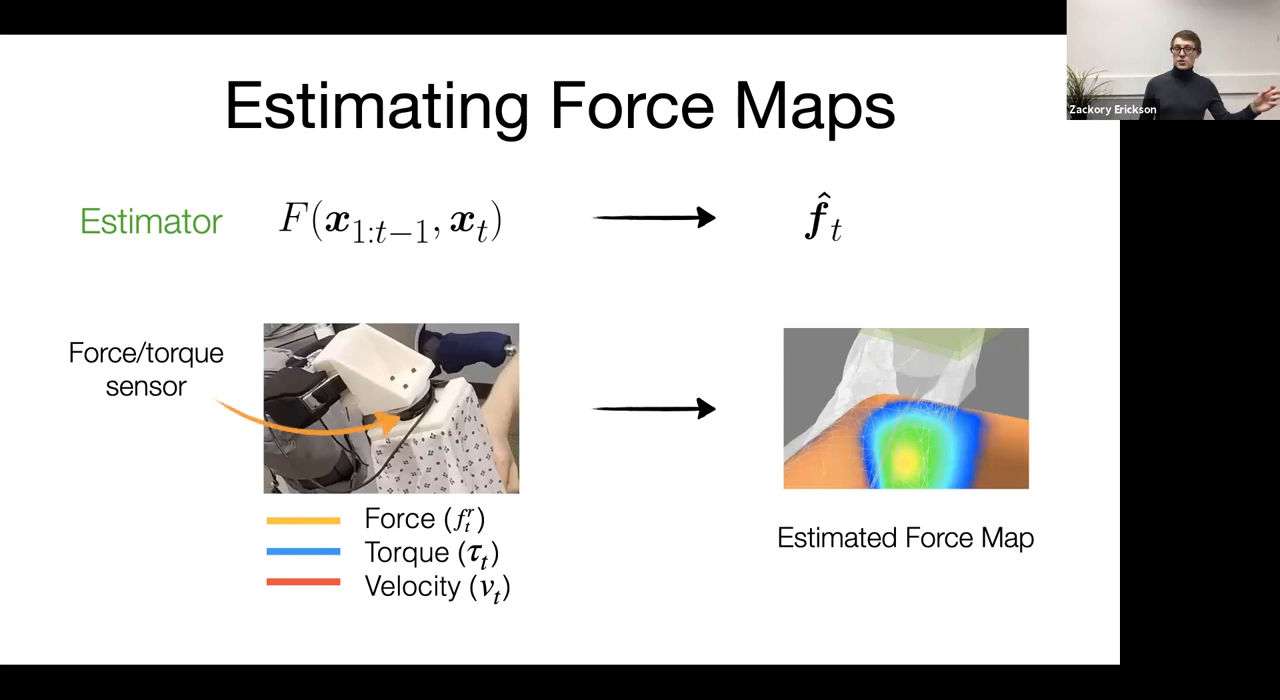 Estimating Force Maps
Zackory Erickson
Estimator
F(x_{1:t−1}, x_t)
f̂_t
Force/torque
sensor
Force (f_t^r)
Torque (τ_t)
Velocity (v_t)
Estimated Force Map